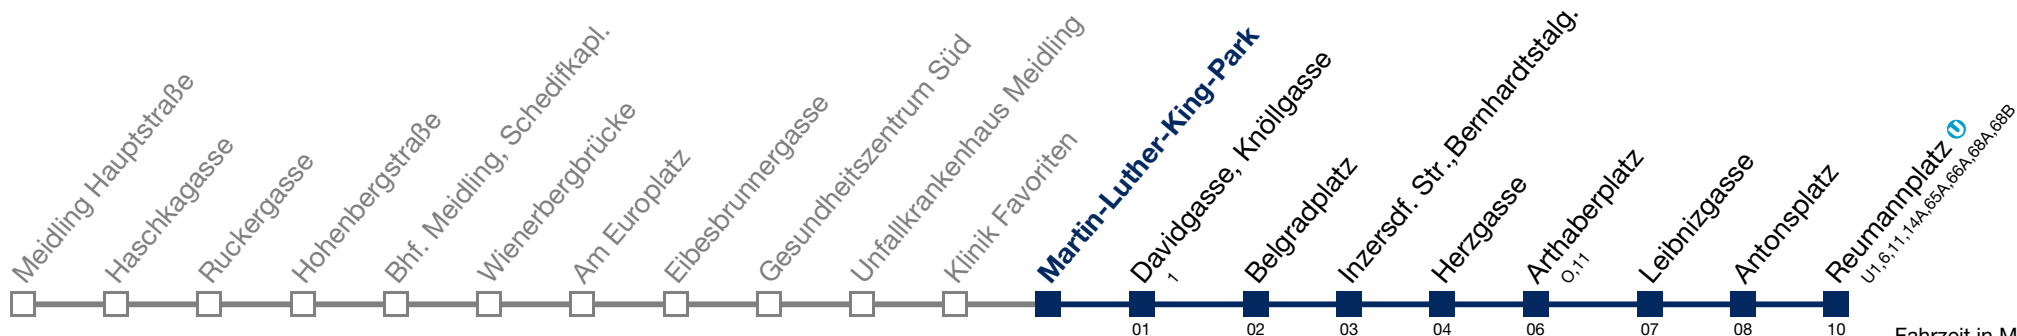 Meidling Hauptstraße
Haschkagasse
Ruckergasse
Hohenbergstraße
Bhf. Meidling, Schedifkapl.
Wienerbergbrücke
Am Europlatz
Eibesbrunnergasse
Gesundheitszentrum Süd
Unfallkrankenhaus Meidling
Klinik Favoriten
Martin-Luther-King-Park
Davidgasse, Knöllgasse
1
Belgradplatz
Inzersdf. Str.,Bernhardtstalg.
Herzgasse
Arthaberplatz
O,11
Leibnizgasse
Antonsplatz
Reumannplatz U
U1,6,11,14A,65A,66A,68A,68B
01 02 03 04 06 07 08 10
Fahrzeit in M